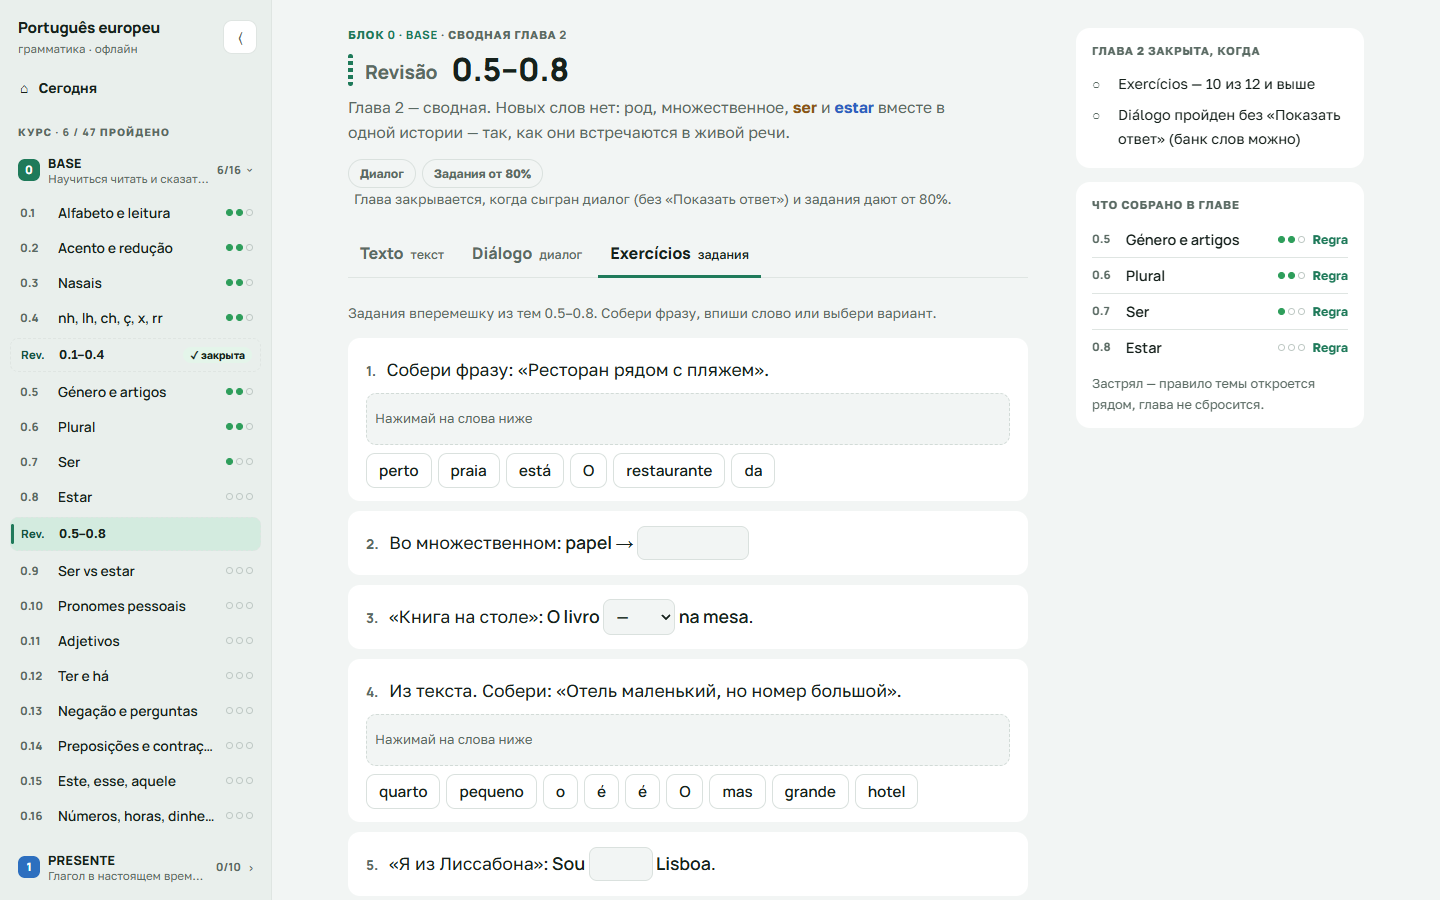 Português europeu
грамматика · офлайн
⟨
⌂ Сегодня
КУРС · 6 / 47 ПРОЙДЕНО
0 BASE 6/16
Научиться читать и сказат...
0.1 Alfabeto e leitura
0.2 Acento e redução
0.3 Nasais
0.4 nh, lh, ch, ç, x, rr
Rev. 0.1–0.4 ✓ закрыта
0.5 Género e artigos
0.6 Plural
0.7 Ser
0.8 Estar
Rev. 0.5–0.8
0.9 Ser vs estar
0.10 Pronomes pessoais
0.11 Adjetivos
0.12 Ter e há
0.13 Negação e perguntas
0.14 Preposições e contraç...
0.15 Este, esse, aquele
0.16 Números, horas, dinhe...
1 PRESENTE 0/10 ›
Глагол в настоящем врем...
БЛОК 0 · BASE · СВОДНАЯ ГЛАВА 2
Revisão 0.5–0.8
Глава 2 — сводная. Новых слов нет: род, множественное, ser и estar вместе в
одной истории — так, как они встречаются в живой речи.
Диалог Задания от 80%
Глава закрывается, когда сыгран диалог (без «Показать ответ») и задания дают от 80%.
Texto текст Diálogo диалог Exercícios задания
Задания вперемешку из тем 0.5–0.8. Собери фразу, впиши слово или выбери вариант.
1. Собери фразу: «Ресторан рядом с пляжем».
Нажимай на слова ниже
perto praia está O restaurante da
2. Во множественном: papel →
3. «Книга на столе»: O livro — na mesa.
4. Из текста. Собери: «Отель маленький, но номер большой».
Нажимай на слова ниже
quarto pequeno o é é O mas grande hotel
5. «Я из Лиссабона»: Sou Lisboa.
ГЛАВА 2 ЗАКРЫТА, КОГДА
○ Exercícios — 10 из 12 и выше
○ Diálogo пройден без «Показать
ответ» (банк слов можно)
ЧТО СОБРАНО В ГЛАВЕ
0.5 Género e artigos Regra
0.6 Plural Regra
0.7 Ser Regra
0.8 Estar Regra
Застрял — правило темы откроется
рядом, глава не сбросится.